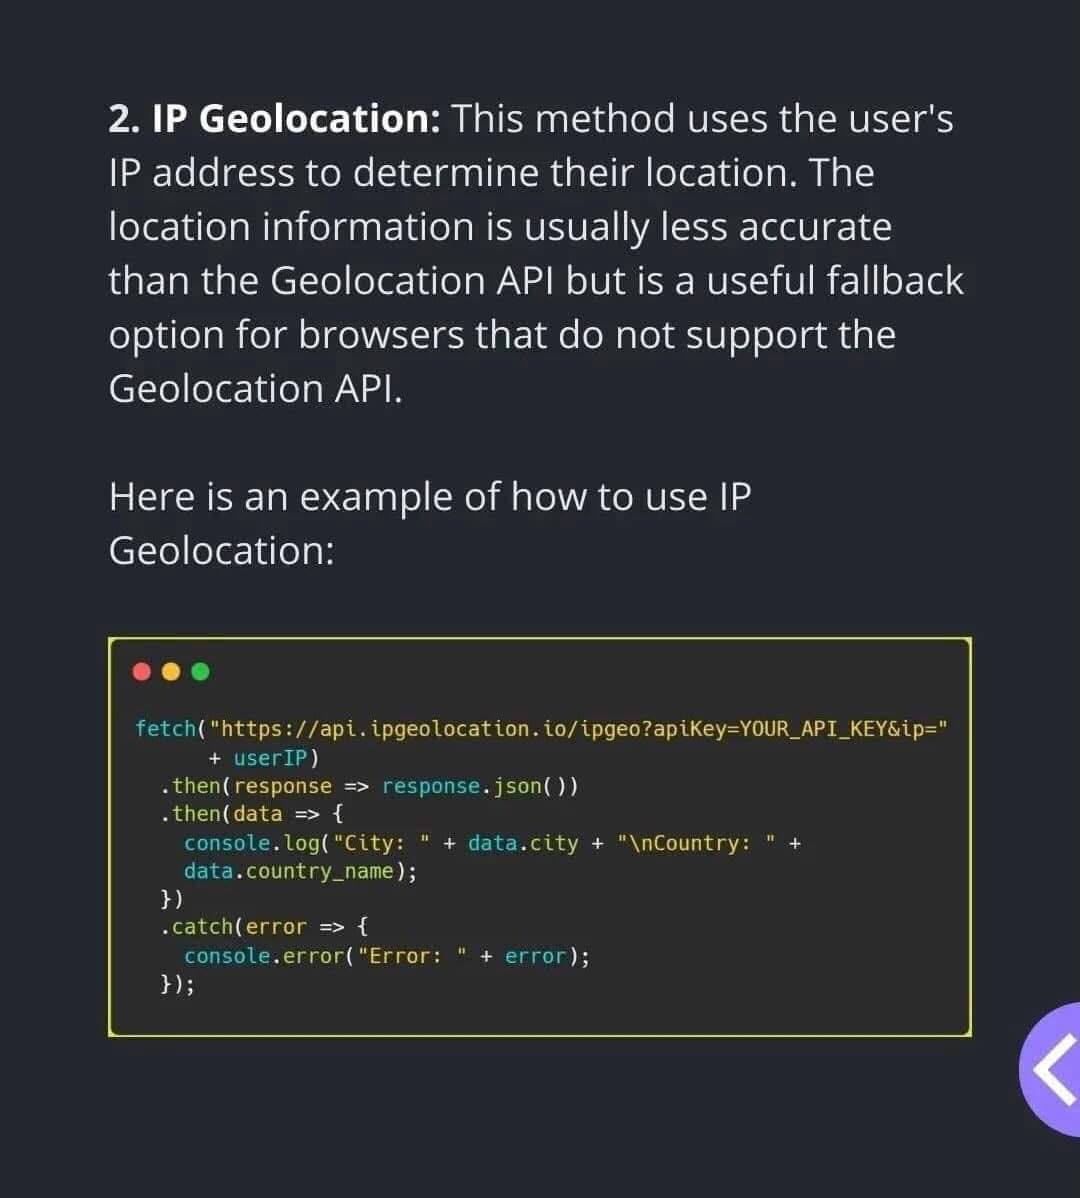 2. IP Geolocation: This method uses the user's
IP address to determine their location. The
location information is usually less accurate
than the Geolocation API but is a useful fallback
option for browsers that do not support the
Geolocation API.
Here is an example of how to use IP
Geolocation:
fetch("https://api.ipgeolocation.io/ipgeo?apiKey=YOUR_API_KEY&ip="
+ userIP)
.then(response => response.json())
.then(data => {
console.log("City: " + data.city + "\nCountry: " +
data.country_name);
})
.catch(error => {
console.error("Error: " + error);
});